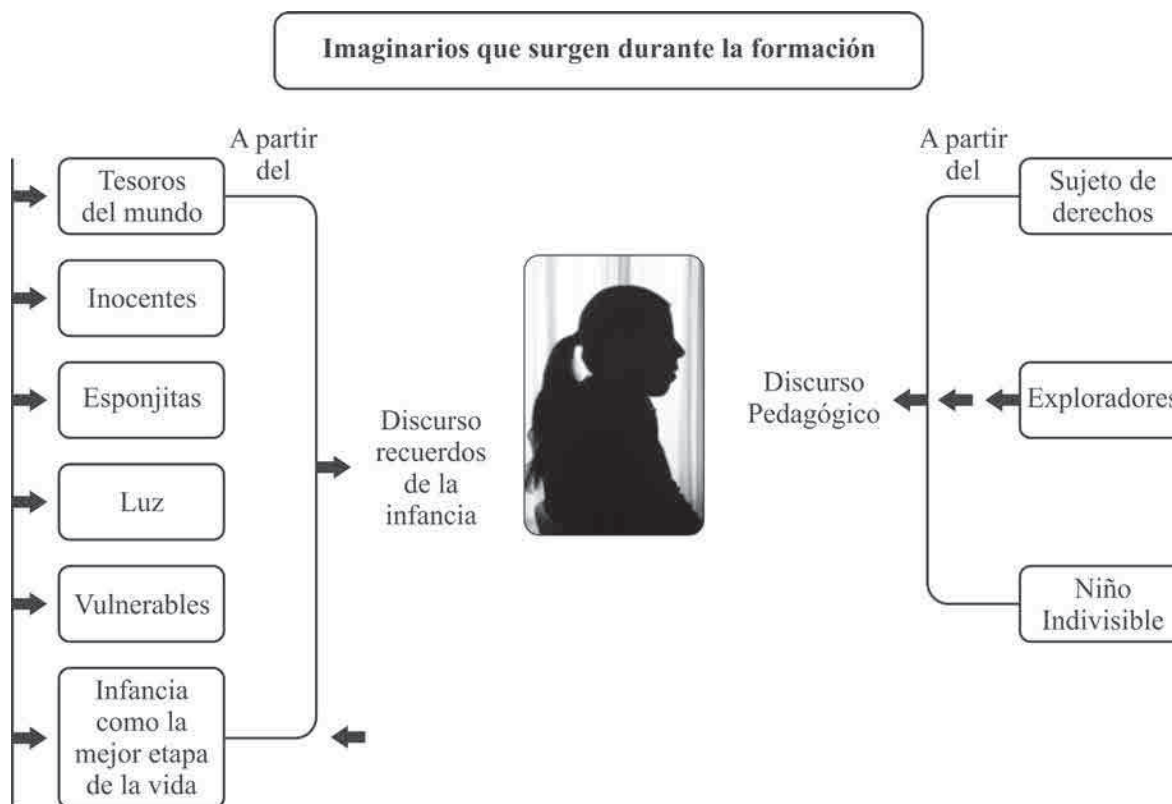 Imaginarios que surgen durante la formación
A partir
del
Tesoros
del mundo
Inocentes
Esponjitas
Luz
Vulnerables
Infancia
como la
mejor etapa
de la vida
Discurso
recuerdos
de la
infancia
Discurso
Pedagógico
A partir
del
Sujeto de
derechos
Exploradores
Niño
Indivisible